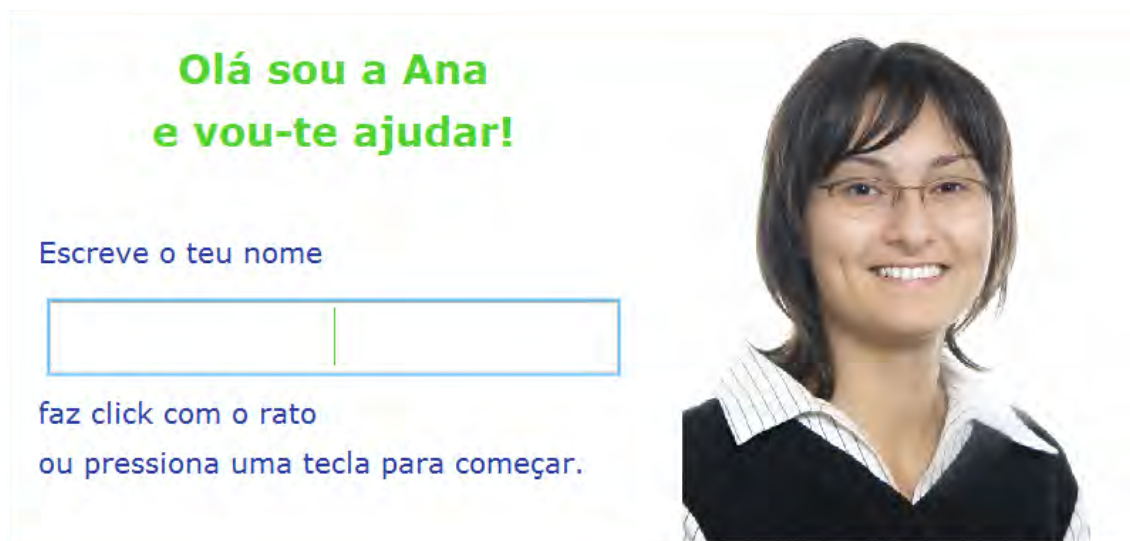 Olá sou a Ana
e vou-te ajudar!
Escreve o teu nome
faz click com o rato
ou pressiona uma tecla para começar.